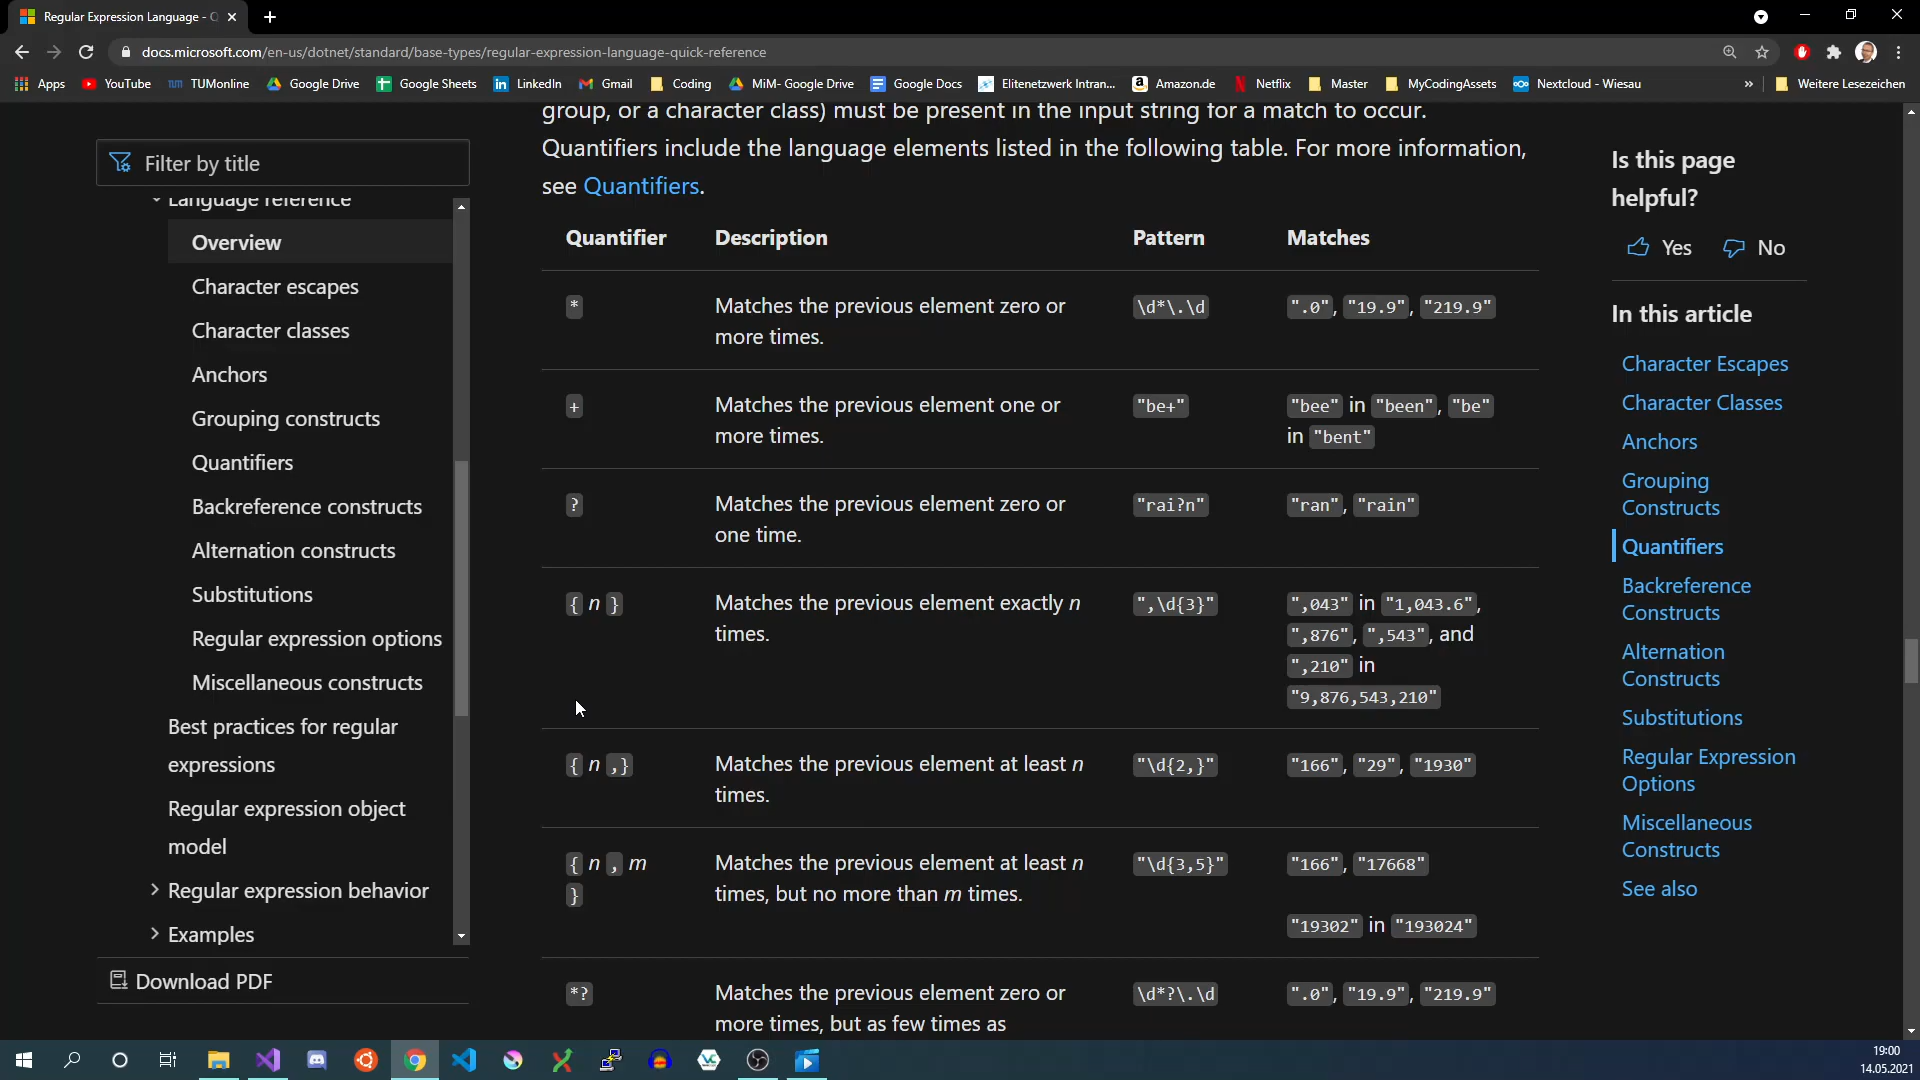 Regular Expression Language - Q
docs.microsoft.com/en-us/dotnet/standard/base-types/regular-expression-language-quick-reference
Apps YouTube TUMonline Google Drive Google Sheets LinkedIn Gmail Coding MiM- Google Drive Google Docs Elitenetzwerk Intran... Amazon.de Netflix Master MyCodingAssets Nextcloud - Wiesau » Weitere Lesezeichen
Filter by title
Language reference
Overview
Character escapes
Character classes
Anchors
Grouping constructs
Quantifiers
Backreference constructs
Alternation constructs
Substitutions
Regular expression options
Miscellaneous constructs
Best practices for regular
expressions
Regular expression object
model
Regular expression behavior
Examples
Download PDF
group, or a character class) must be present in the input string for a match to occur.
Quantifiers include the language elements listed in the following table. For more information,
see Quantifiers.
Quantifier Description Pattern Matches
* Matches the previous element zero or \d*\.\d ".0", "19.9", "219.9"
more times.
+ Matches the previous element one or "be+" "bee" in "been", "be"
more times. in "bent"
? Matches the previous element zero or "rai?n" "ran", "rain"
one time.
{ n } Matches the previous element exactly n ",\d{3}" ",043" in "1,043.6",
times. ",876", ",543", and
",210" in
"9,876,543,210"
{ n ,} Matches the previous element at least n "\d{2,}" "166", "29", "1930"
times.
{ n , m Matches the previous element at least n "\d{3,5}" "166", "17668"
} times, but no more than m times.
"19302" in "193024"
*? Matches the previous element zero or \d*?\.\d ".0", "19.9", "219.9"
more times, but as few times as
Is this page
helpful?
Yes No
In this article
Character Escapes
Character Classes
Anchors
Grouping
Constructs
Quantifiers
Backreference
Constructs
Alternation
Constructs
Substitutions
Regular Expression
Options
Miscellaneous
Constructs
See also
19:00
14.05.2021